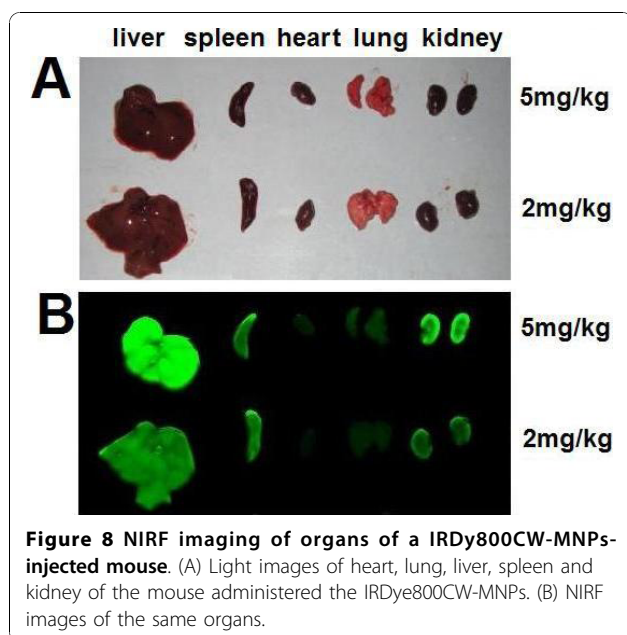 liver spleen heart lung kidney
A
5mg/kg
2mg/kg
B
5mg/kg
2mg/kg
Figure 8 NIRF imaging of organs of a IRDy800CW-MNPs-
injected mouse. (A) Light images of heart, lung, liver, spleen and
kidney of the mouse administered the IRDye800CW-MNPs. (B) NIRF
images of the same organs.